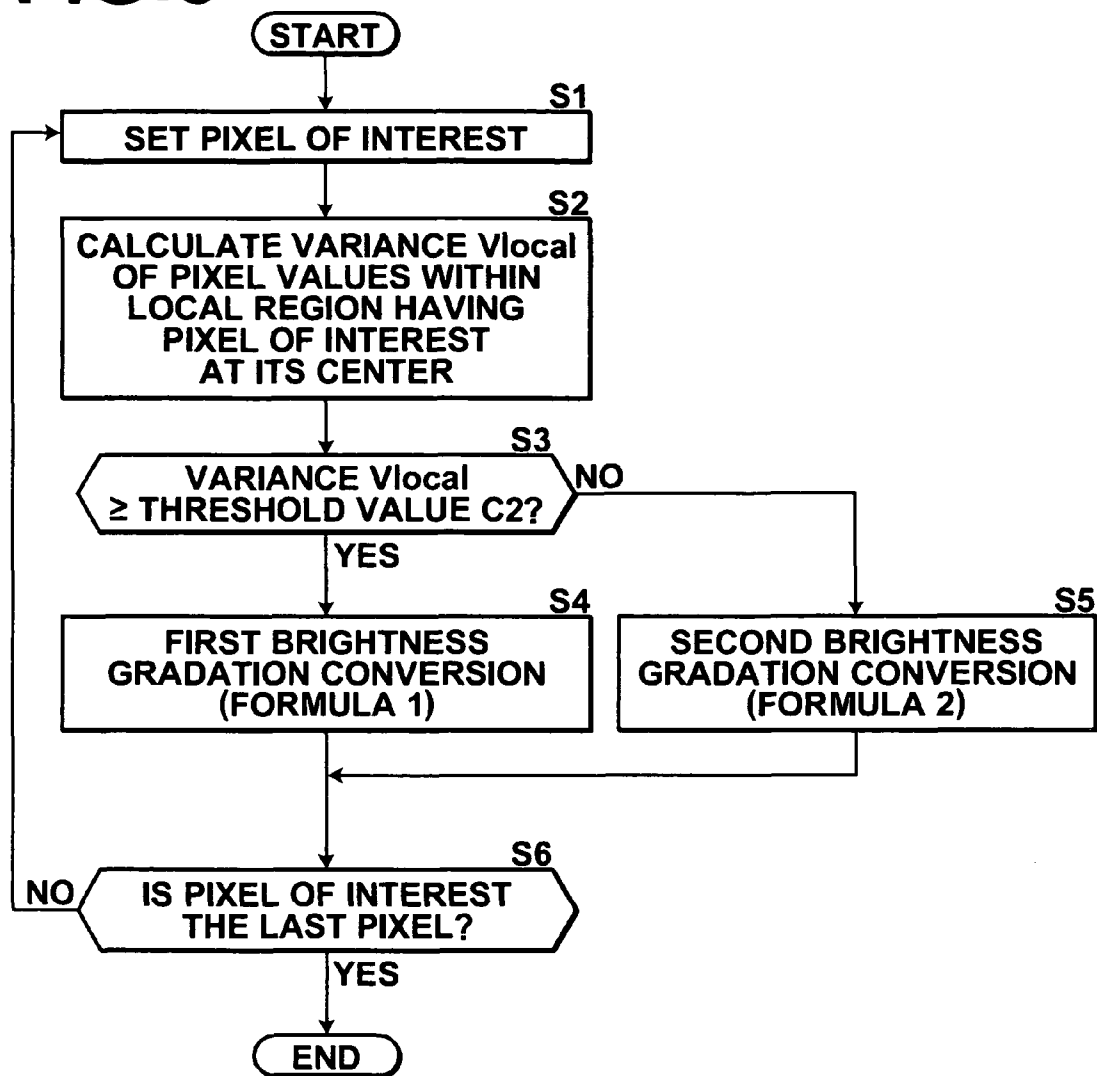 START
S1
SET PIXEL OF INTEREST
S2
CALCULATE VARIANCE Vlocal
OF PIXEL VALUES WITHIN
LOCAL REGION HAVING
PIXEL OF INTEREST
AT ITS CENTER
S3
VARIANCE Vlocal
≥ THRESHOLD VALUE C2?
NO
YES
S4
FIRST BRIGHTNESS
GRADATION CONVERSION
(FORMULA 1)
S5
SECOND BRIGHTNESS
GRADATION CONVERSION
(FORMULA 2)
S6
NO
IS PIXEL OF INTEREST
THE LAST PIXEL?
YES
END